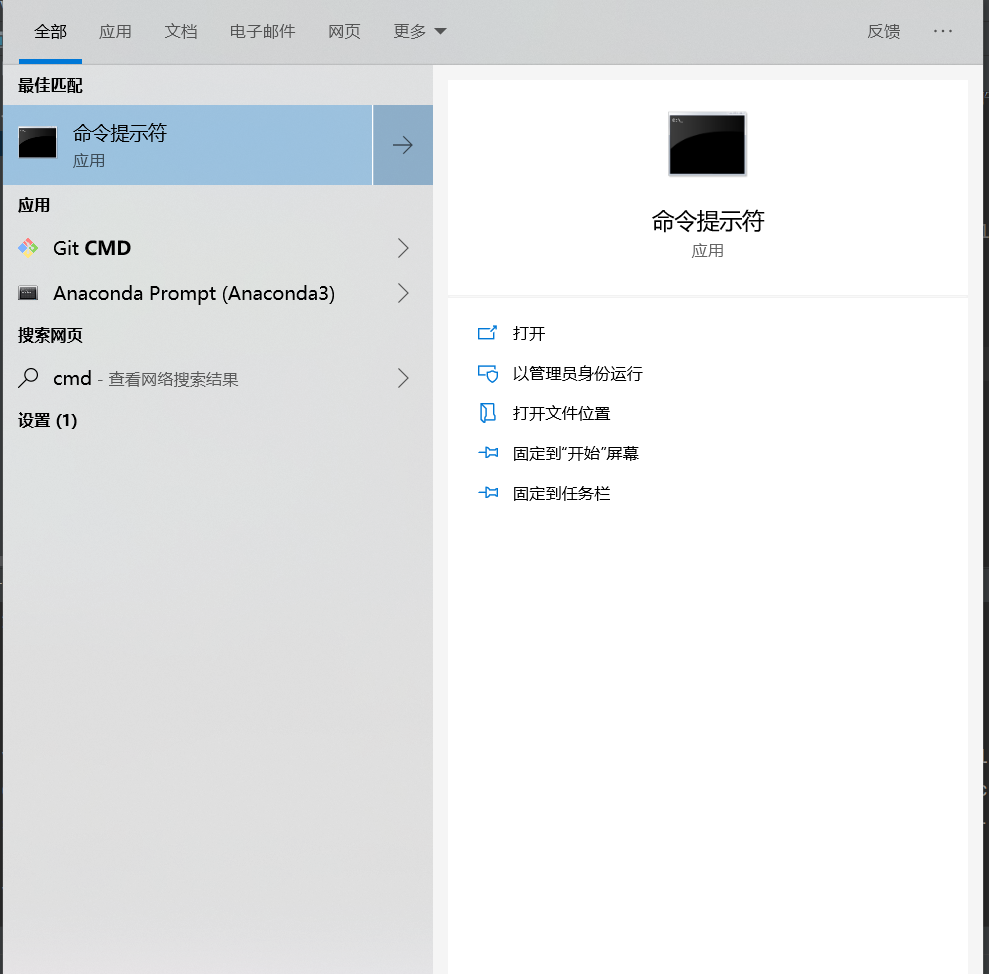 全部 应用 文档 电子邮件 网页 更多 反馈 ···
最佳匹配
命令提示符
应用
应用
Git CMD
Anaconda Prompt (Anaconda3)
搜索网页
cmd - 查看网络搜索结果
设置 (1)
命令提示符
应用
打开
以管理员身份运行
打开文件位置
固定到“开始”屏幕
固定到任务栏